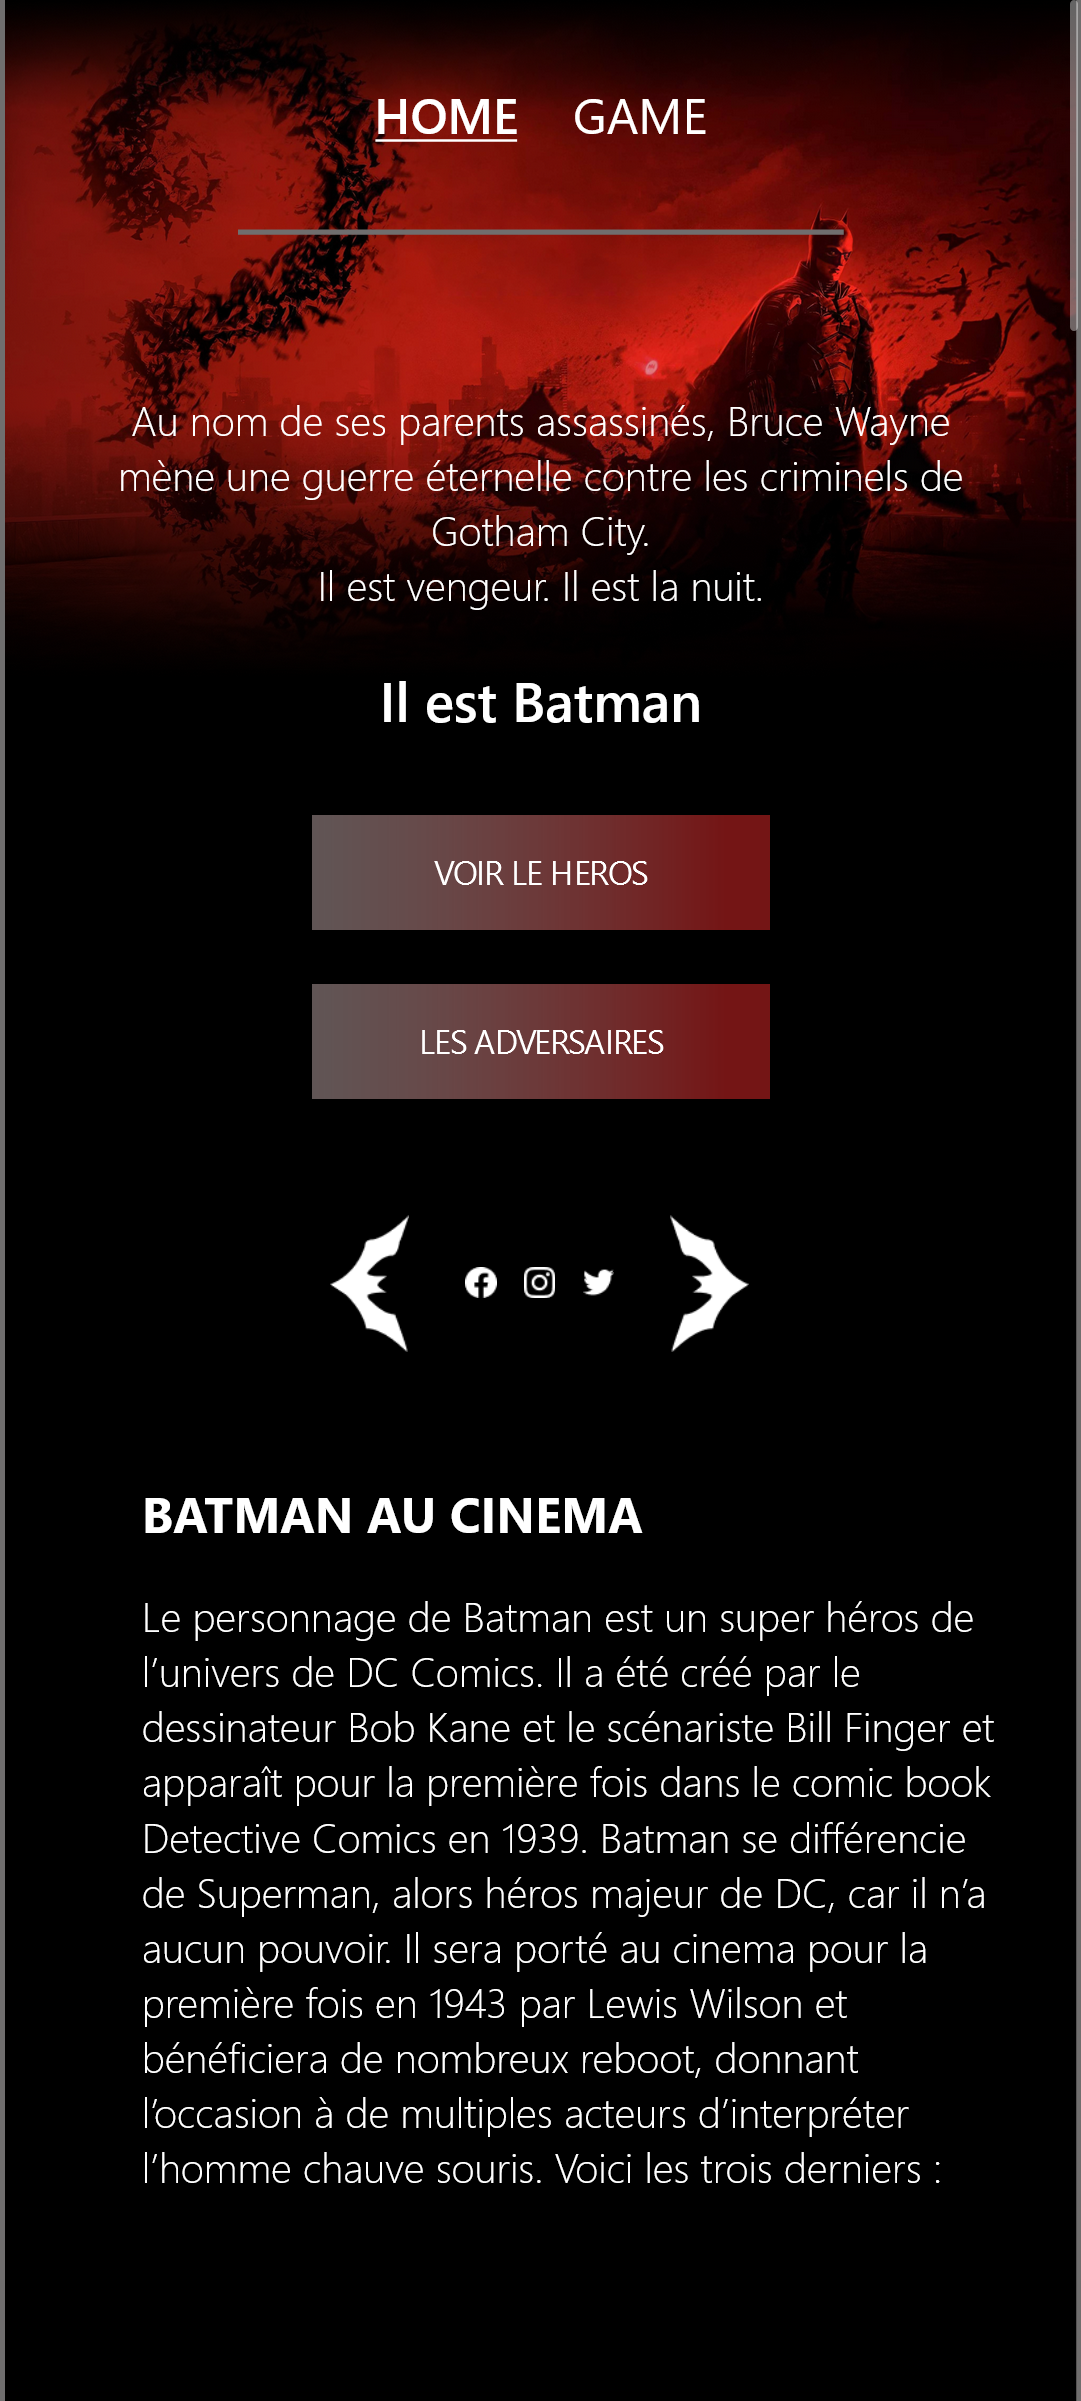 HOME GAME
Au nom de ses parents assassinés, Bruce Wayne
mène une guerre éternelle contre les criminels de
Gotham City.
Il est vengeur. Il est la nuit.
Il est Batman
VOIR LE HEROS
LES ADVERSAIRES
BATMAN AU CINEMA
Le personnage de Batman est un super héros de
l’univers de DC Comics. Il a été créé par le
dessinateur Bob Kane et le scénariste Bill Finger et
apparaît pour la première fois dans le comic book
Detective Comics en 1939. Batman se différencie
de Superman, alors héros majeur de DC, car il n’a
aucun pouvoir. Il sera porté au cinema pour la
première fois en 1943 par Lewis Wilson et
bénéficiera de nombreux reboot, donnant
l’occasion à de multiples acteurs d’interpréter
l’homme chauve souris. Voici les trois derniers :